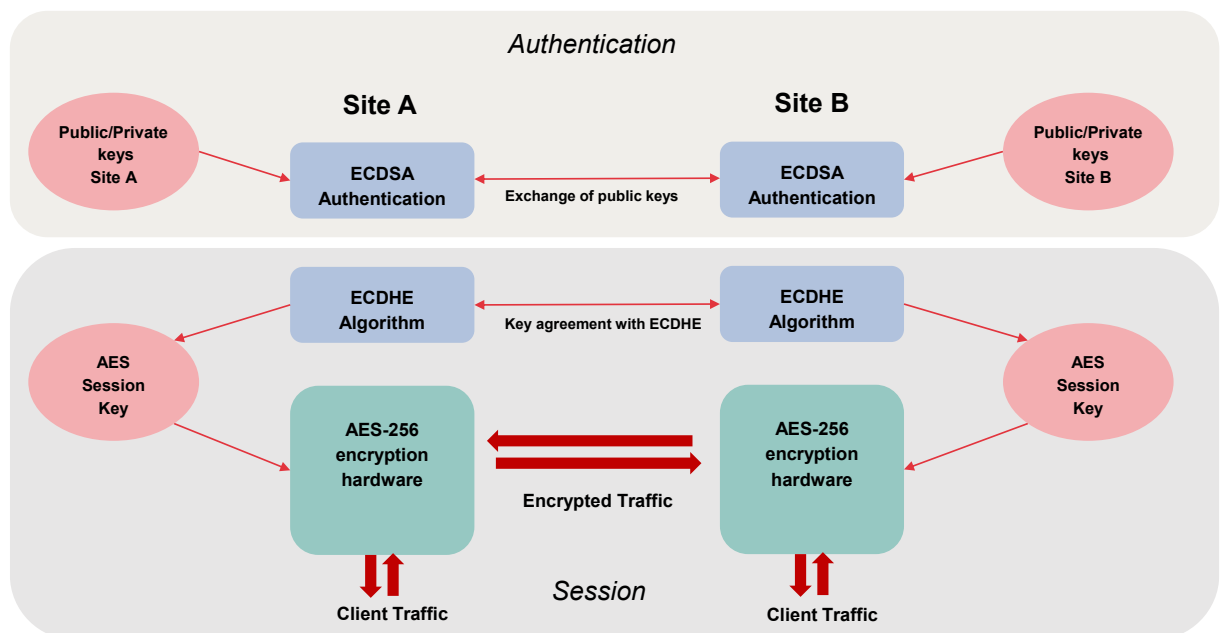 Authentication
Site A
Site B
Public/Private
keys
Site A
ECDSA
Authentication
Exchange of public keys
ECDSA
Authentication
Public/Private
keys
Site B
ECDHE
Algorithm
Key agreement with ECDHE
ECDHE
Algorithm
AES
Session
Key
AES
Session
Key
AES-256
encryption
hardware
Encrypted Traffic
AES-256
encryption
hardware
Client Traffic
Session
Client Traffic